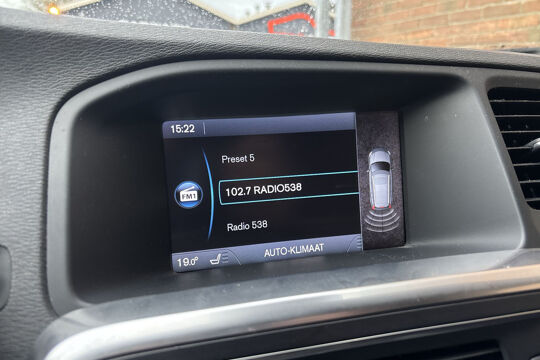 15:22
Preset 5
FM1
102.7 RADIO538
Radio 538
AUTO-KLIMAAT
19.0°